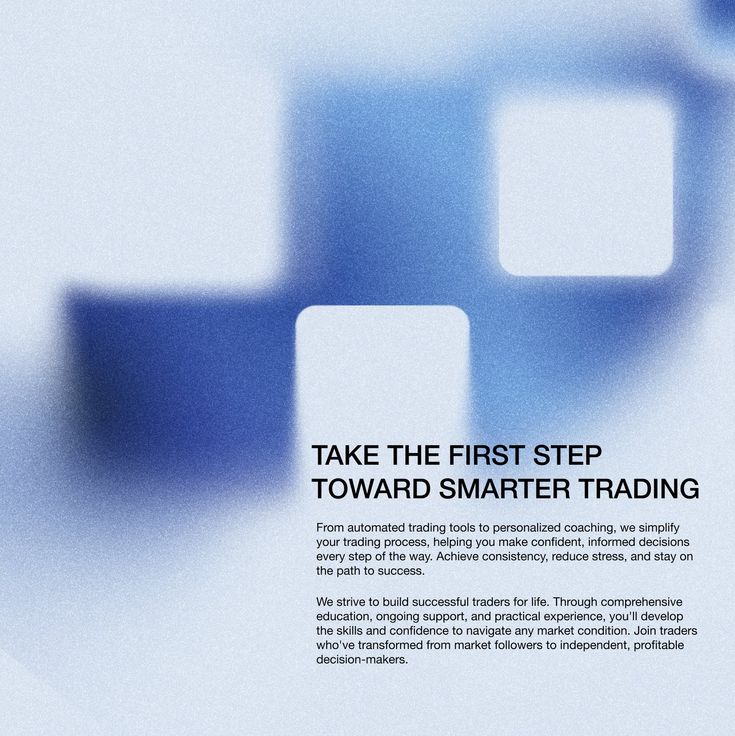 TAKE THE FIRST STEP
TOWARD SMARTER TRADING
From automated trading tools to personalized coaching, we simplify
your trading process, helping you make confident, informed decisions
every step of the way. Achieve consistency, reduce stress, and stay on
the path to success.
We strive to build successful traders for life. Through comprehensive
education, ongoing support, and practical experience, you'll develop
the skills and confidence to navigate any market condition. Join traders
who've transformed from market followers to independent, profitable
decision-makers.